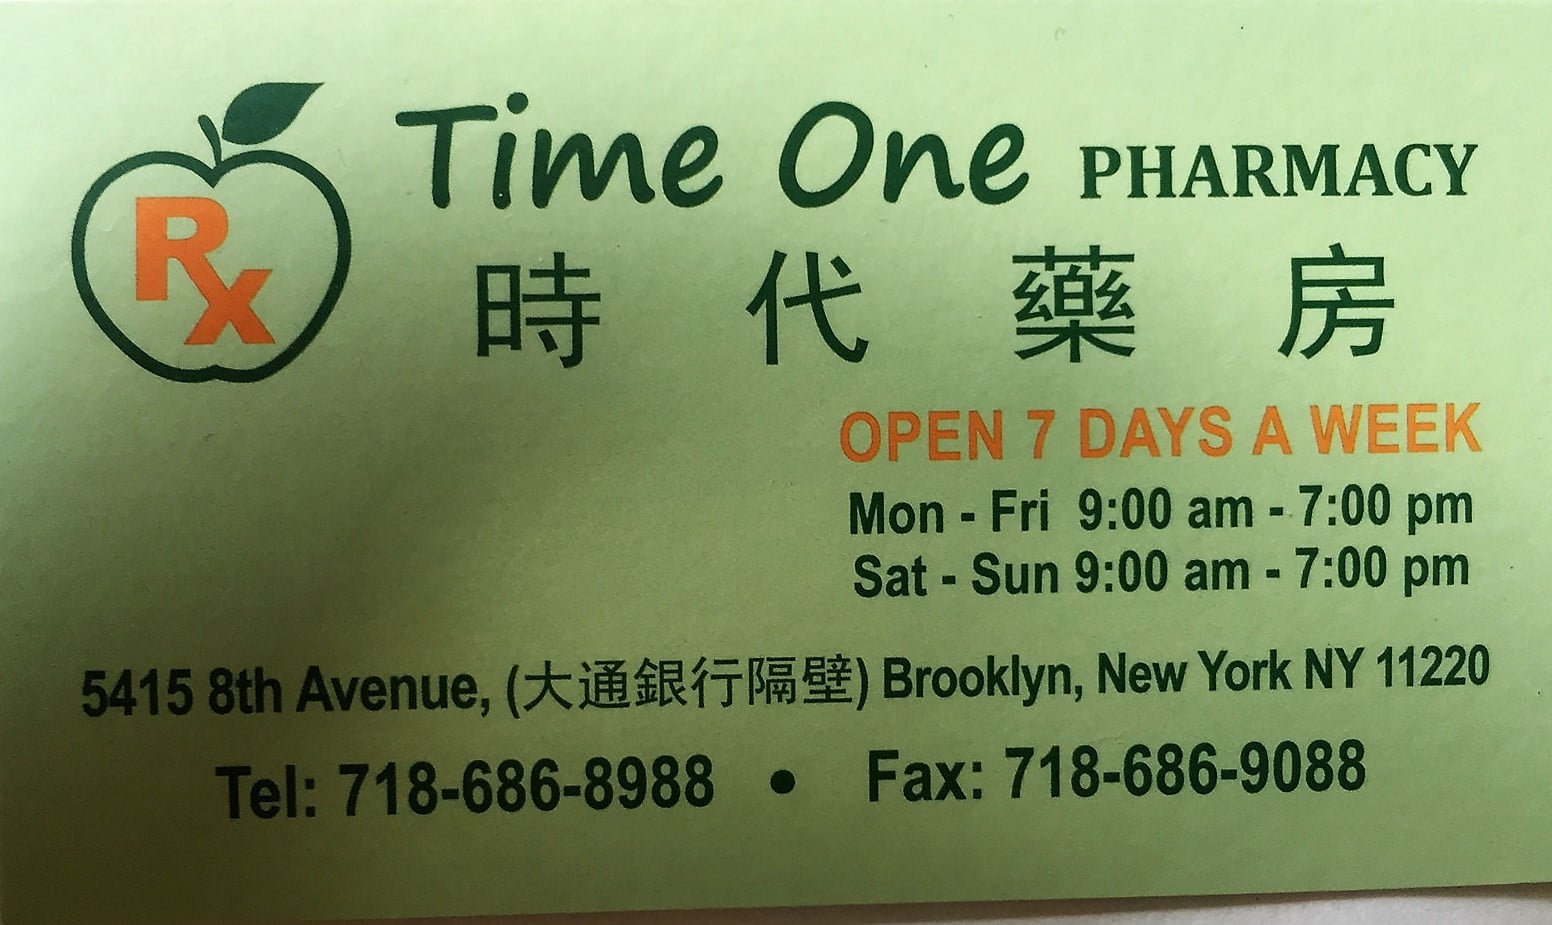 Rx
Time One PHARMACY
時代藥房
OPEN 7 DAYS A WEEK
Mon - Fri 9:00 am - 7:00 pm
Sat - Sun 9:00 am - 7:00 pm
5415 8th Avenue, (大通銀行隔壁) Brooklyn, New York NY 11220
Tel: 718-686-8988 • Fax: 718-686-9088